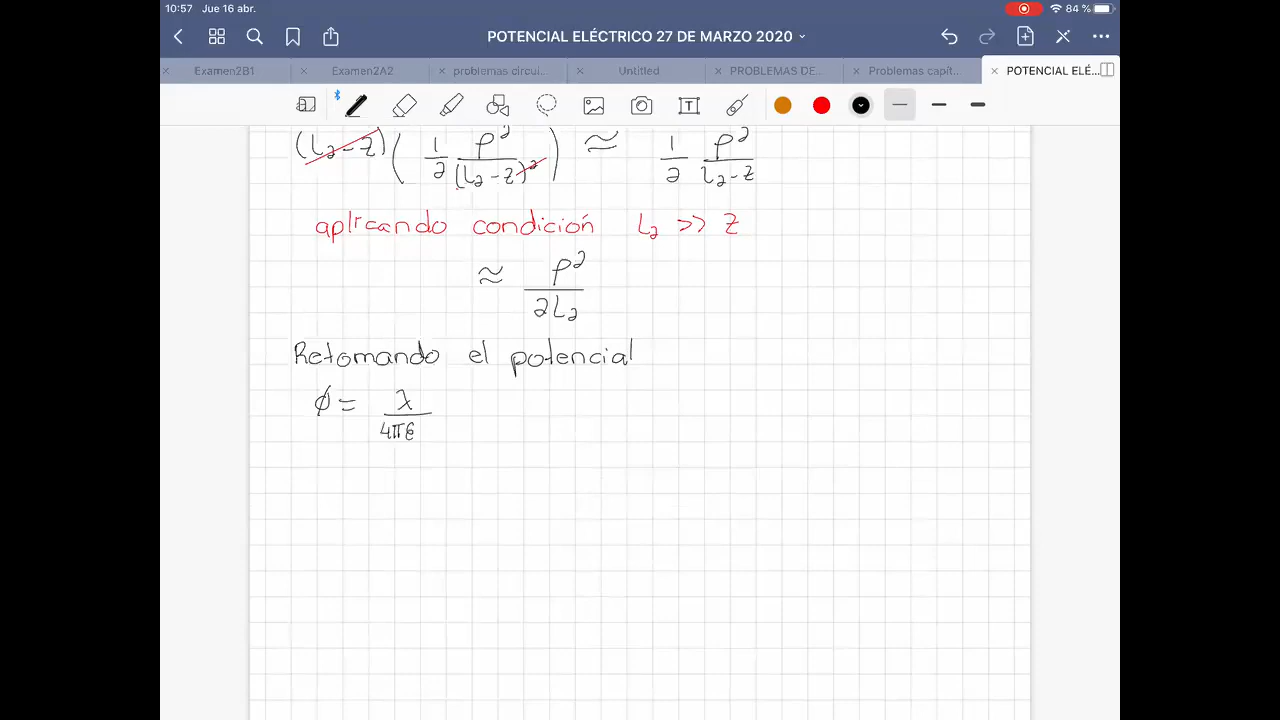 10:57 Jue 16 abr. 84 %
POTENCIAL ELÉCTRICO 27 DE MARZO 2020
Examen2B1 Examen2A2 problemas circui... Untitled PROBLEMAS DE... Problemas capít... POTENCIAL ELÉ...
(L₂-z)(1/2 ρ²/(L₂-z)²) ≈ 1/2 ρ²/(L₂-z)
aplicando condición L₂ >> z
≈ ρ²/2L₂
Retomando el potencial
ϕ = λ/4πε